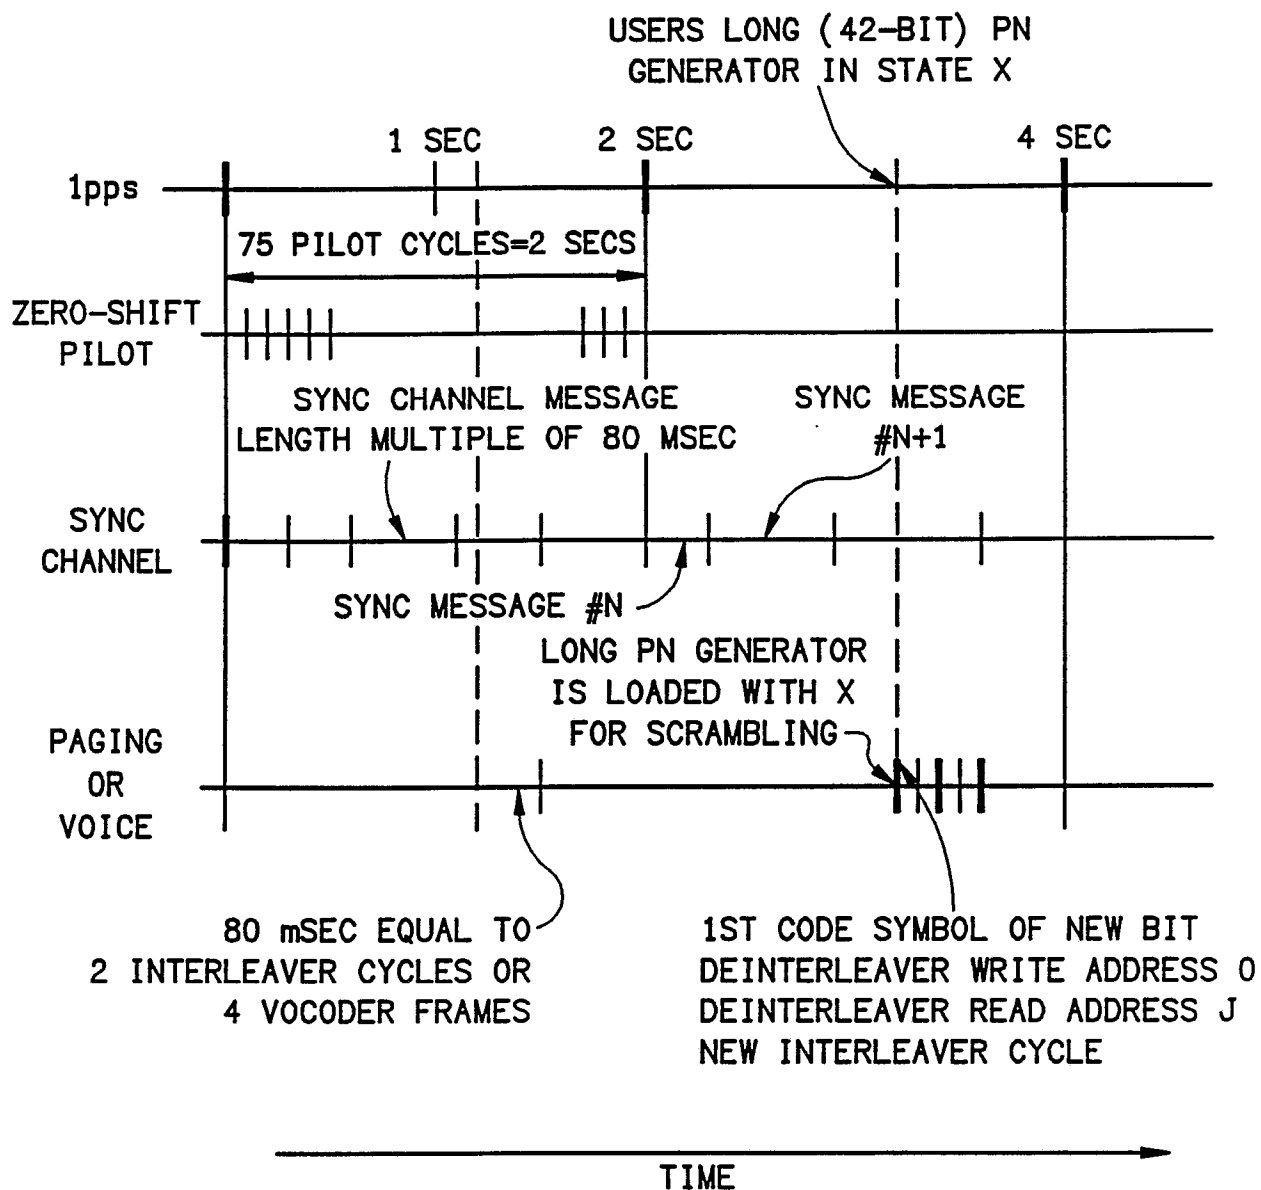 USERS LONG (42-BIT) PN
GENERATOR IN STATE X
1 SEC
2 SEC
4 SEC
1pps
75 PILOT CYCLES=2 SECS
ZERO-SHIFT
PILOT
SYNC CHANNEL MESSAGE
LENGTH MULTIPLE OF 80 MSEC
SYNC MESSAGE
#N+1
SYNC
CHANNEL
SYNC MESSAGE #N
LONG PN GENERATOR
IS LOADED WITH X
FOR SCRAMBLING
PAGING
OR
VOICE
80 mSEC EQUAL TO
2 INTERLEAVER CYCLES OR
4 VOCODER FRAMES
1ST CODE SYMBOL OF NEW BIT
DEINTERLEAVER WRITE ADDRESS 0
DEINTERLEAVER READ ADDRESS J
NEW INTERLEAVER CYCLE
TIME